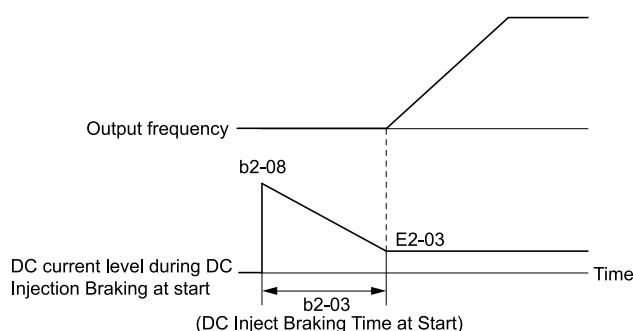 Output frequency
b2-08
E2-03
DC current level during DC
Injection Braking at start
Time
b2-03
(DC Inject Braking Time at Start)